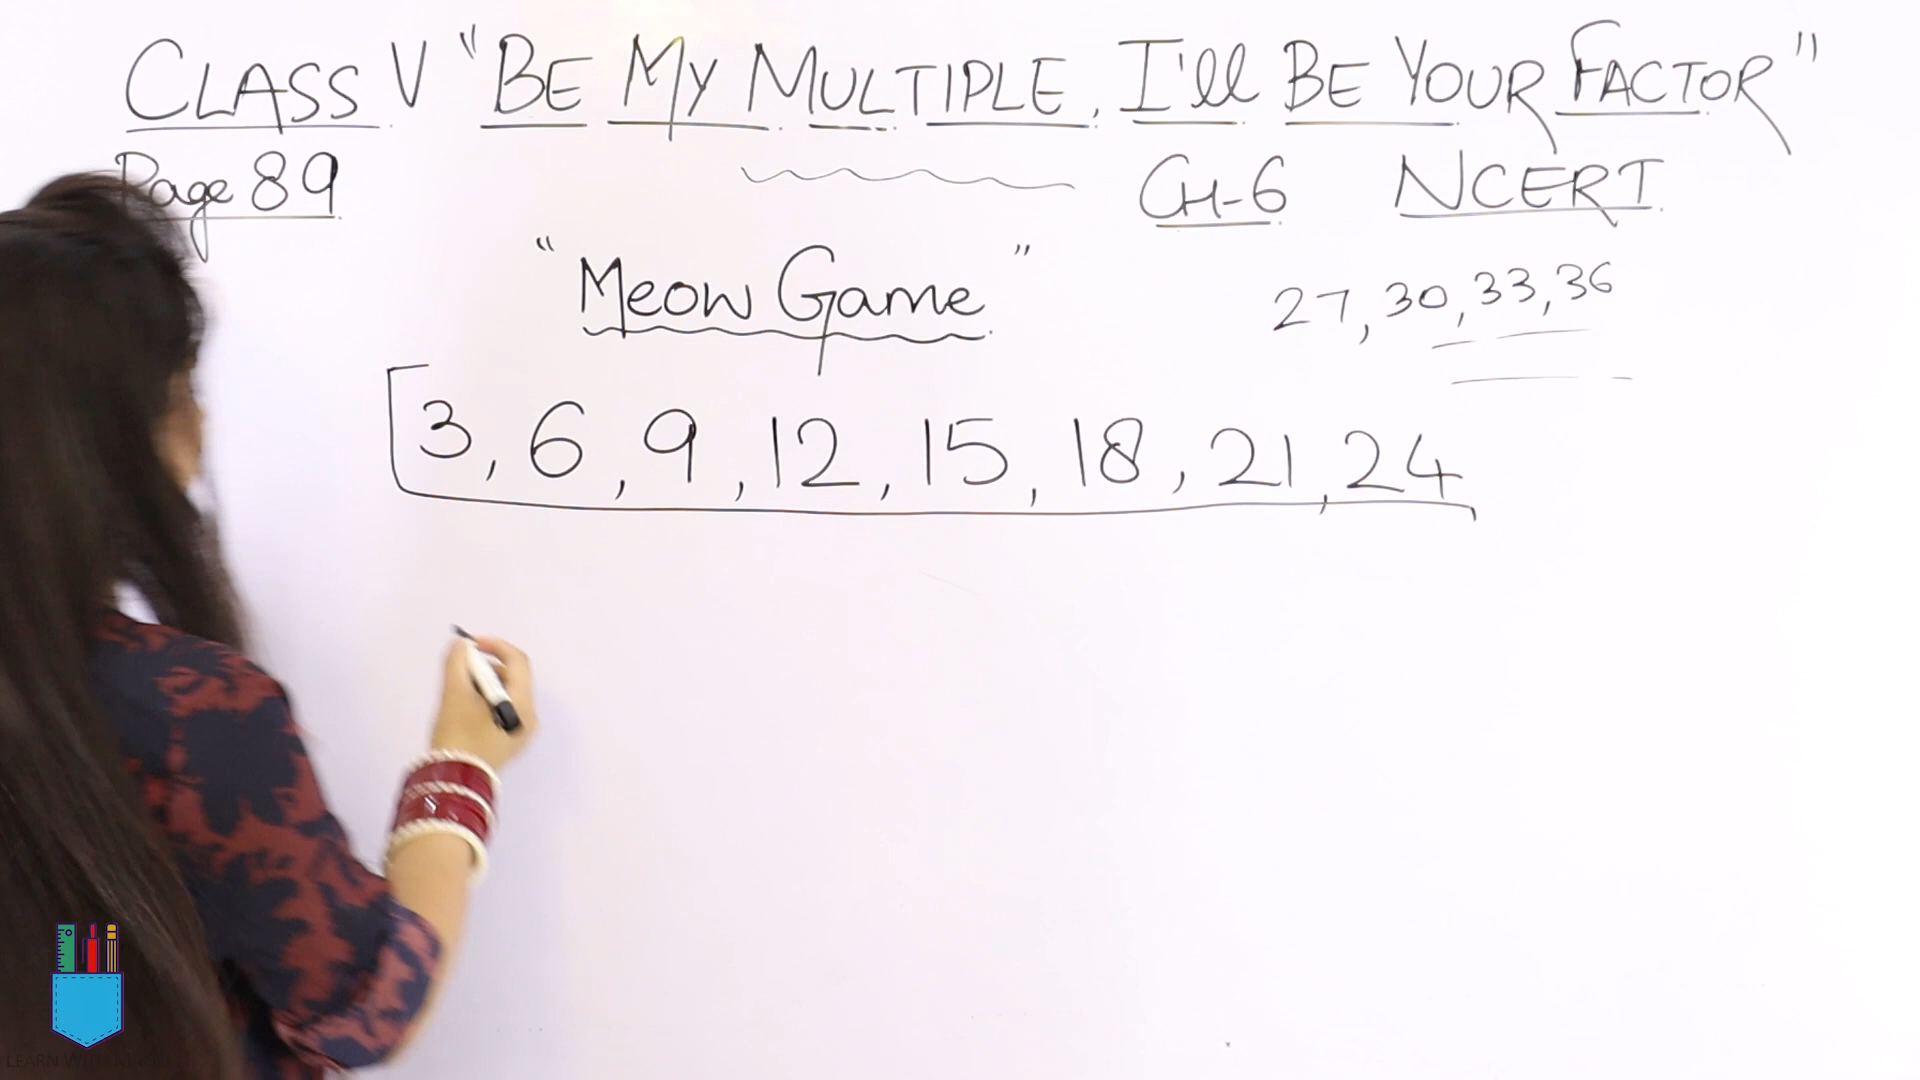 CLASS V "BE MY MULTIPLE, I'll BE YOUR FACTOR"
Page 89
CH-6 NCERT
"Meow Game"
27, 30, 33, 36
3, 6, 9, 12, 15, 18, 21, 24
LEARN